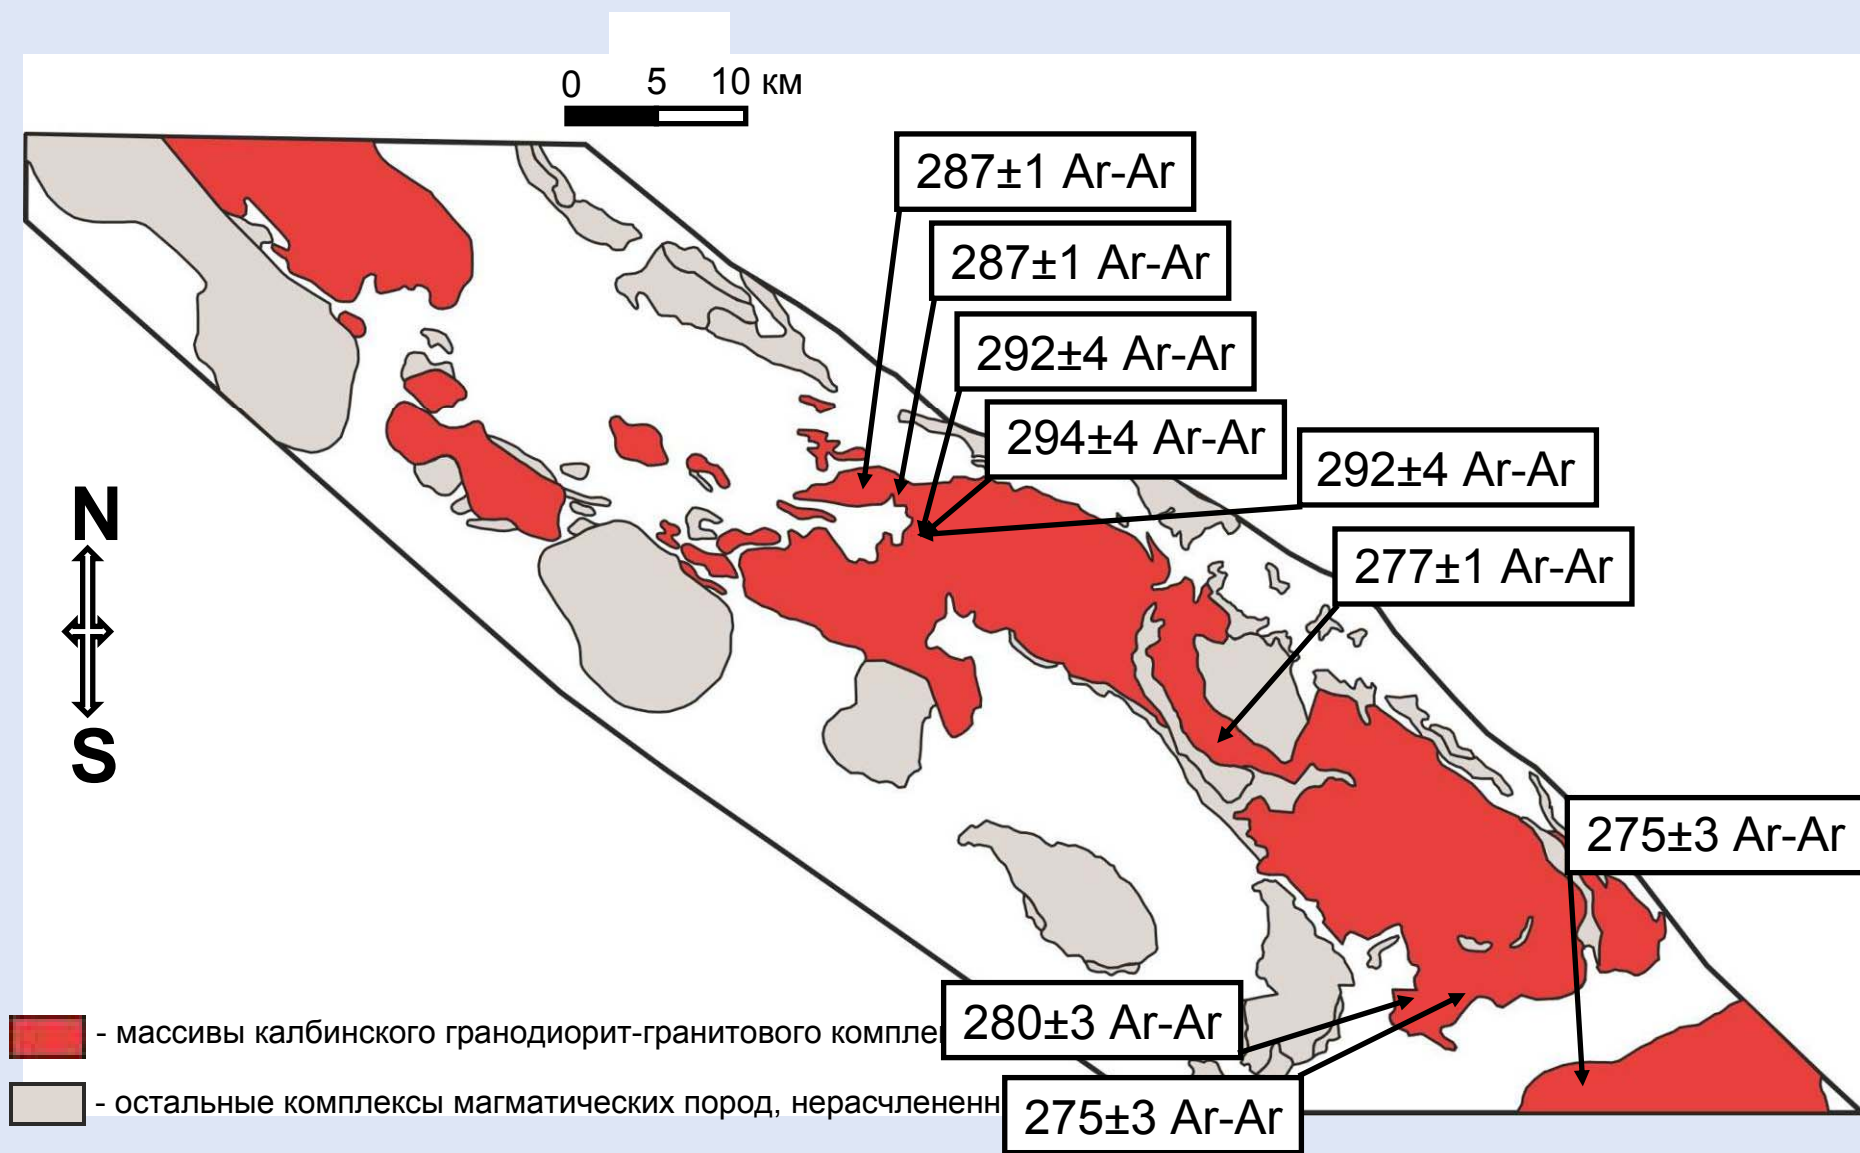 0 5 10 км
287±1 Ar-Ar
287±1 Ar-Ar
292±4 Ar-Ar
294±4 Ar-Ar
292±4 Ar-Ar
N
277±1 Ar-Ar
S
275±3 Ar-Ar
280±3 Ar-Ar
- массивы калбинского гранодиорит-гранитового компле
275±3 Ar-Ar
- остальные комплексы магматических пород, нерасчлененн